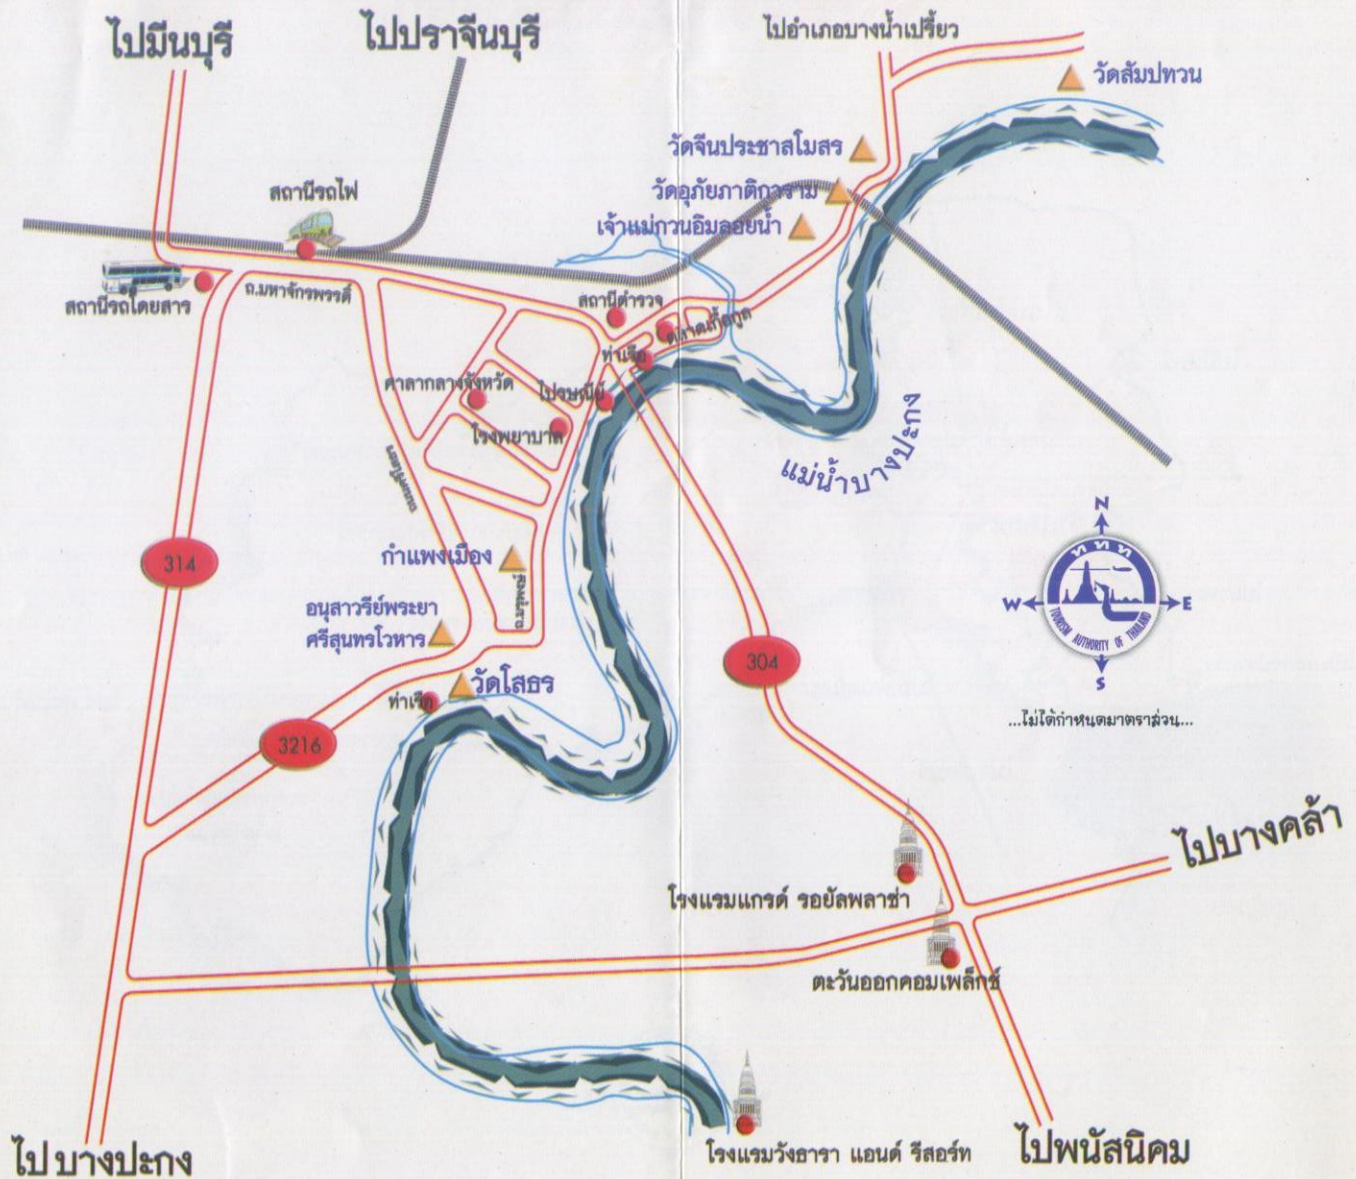 ไปมีนบุรี
ไปปราจีนบุรี
ไปอำเภอบางน้ำเปรี้ยว
วัดสัมปทวน
วัดจีนประชาสโมสร
สถานีรถไฟ
วัดอุภัยภาติการาม
เจ้าแม่กวนอิมลอยน้ำ
สถานีรถโดยสาร
ถ.มหาจักรพรรดิ์
สถานีตำรวจ
ท่าเรือ
ศาลากลางจังหวัด
ไปรษณีย์
โรงพยาบาล
แม่น้ำบางปะกง
N
ททท
W
E
TOURISM AUTHORITY OF THAILAND
S
...ไม่ได้กำหนดมาตราส่วน...
314
กำแพงเมือง
ถ.มรุพงษ์
อนุสาวรีย์พระยา
ศรีสุนทรโวหาร
304
วัดโสธร
ท่าเรือ
3216
ไปบางคล้า
โรงแรมแกรด์ รอยัลพลาซ่า
ตะวันออกคอมเพล็กซ์
โรงแรมวังธารา แอนด์ รีสอร์ท
ไปพนัสนิคม
ไป บางปะกง